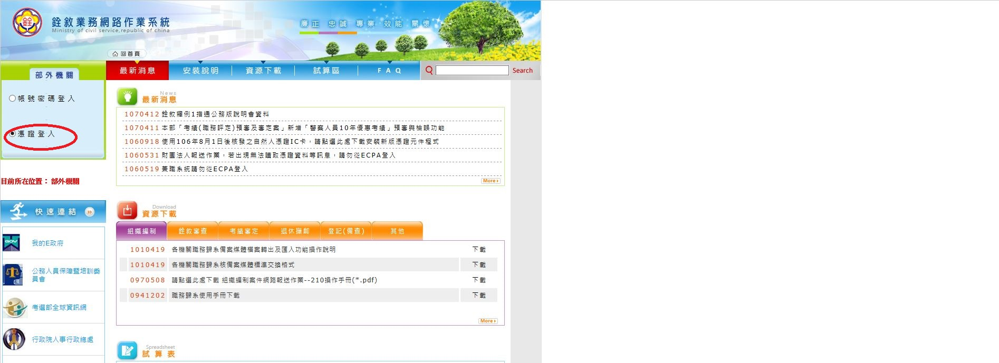 銓敘業務網路作業系統
Ministry of civil service,republic of china
廉正 忠誠 專業 效能 關懷
回首頁
部外機關
最新消息
安裝說明
資源下載
試算區
FAQ
Search
帳號密碼登入
憑證登入
目前所在位置： 部外機關
快速連結
我的E政府
公務人員保障暨培訓委
員會
考選部全球資訊網
行政院人事行政總處
News
最新消息
1070412 銓敘釋例1指通公務版說明會資料
1070411 本部「考績(職務評定)預審及審定案」新增「警察人員10年優惠考績」預審與檢誤功能
1060918 使用106年8月1日後核發之自然人憑證IC卡，請點選此處下載安裝新版憑證元件程式
1060531 財團法人報送作業，若出現無法讀取憑證資料等訊息，請勿從ECPA登入
1060519 兼職系統請勿從ECPA登入
More
Download
資源下載
組織編制
銓敘審查
考績審定
退休撫卹
登記(備查)
其他
1010419 各機關職務歸系備案媒體檔案轉出及匯入功能操作說明 下載
1010419 各機關職務歸系核備案媒體標準交換格式 下載
0970508 請點選此處下載 組織編制案件網路報送作業--210操作手冊(*.pdf) 下載
0941202 職務歸系使用手冊下載 下載
More
Spreadsheet
試算表